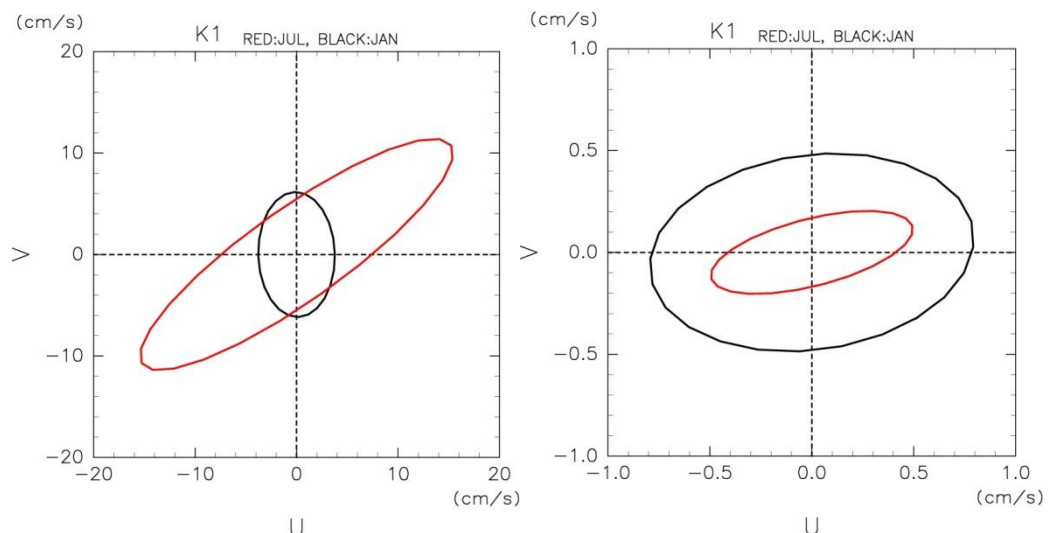 (cm/s)
K1 RED:JUL, BLACK:JAN
20
10
0
−10
−20
V
−20 −10 0 10 20
(cm/s)
U
(cm/s)
K1 RED:JUL, BLACK:JAN
1.0
0.5
0.0
−0.5
−1.0
V
−1.0 −0.5 0.0 0.5 1.0
(cm/s)
U